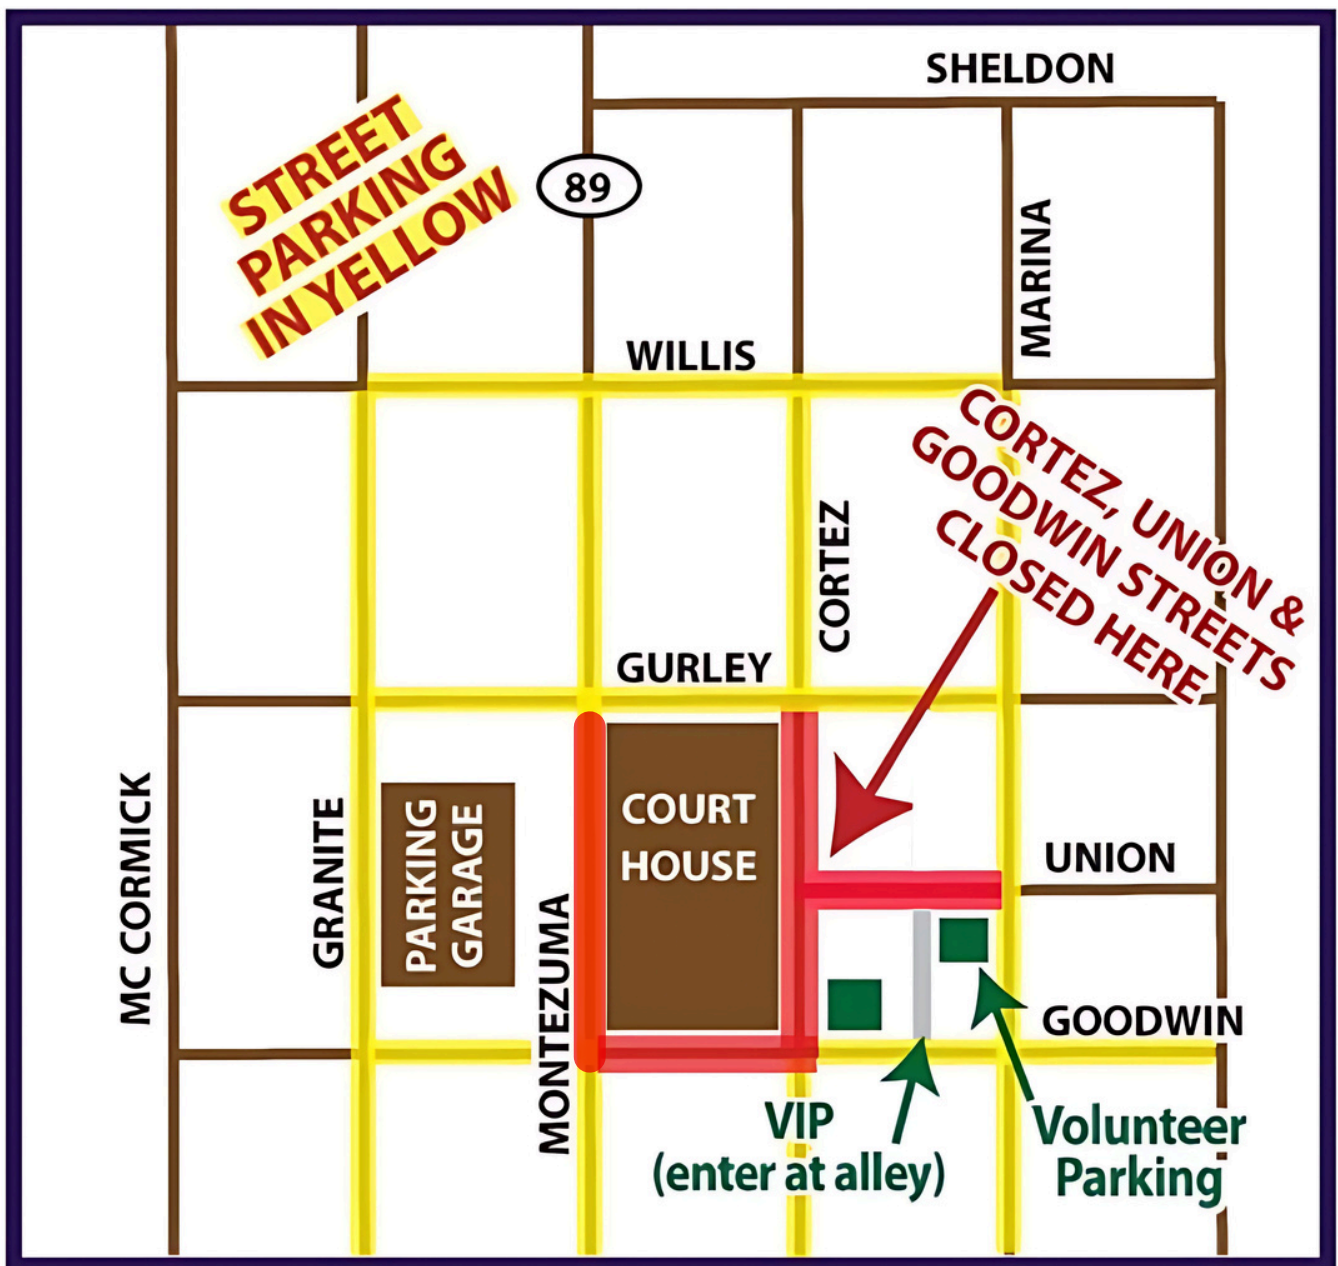 SHELDON
STREET
PARKING
IN YELLOW
89
MARINA
WILLIS
CORTEZ, UNION &
GOODWIN STREETS
CLOSED HERE
CORTEZ
GURLEY
MC CORMICK
GRANITE
PARKING
GARAGE
MONTEZUMA
COURT
HOUSE
UNION
GOODWIN
VIP
(enter at alley)
Volunteer
Parking